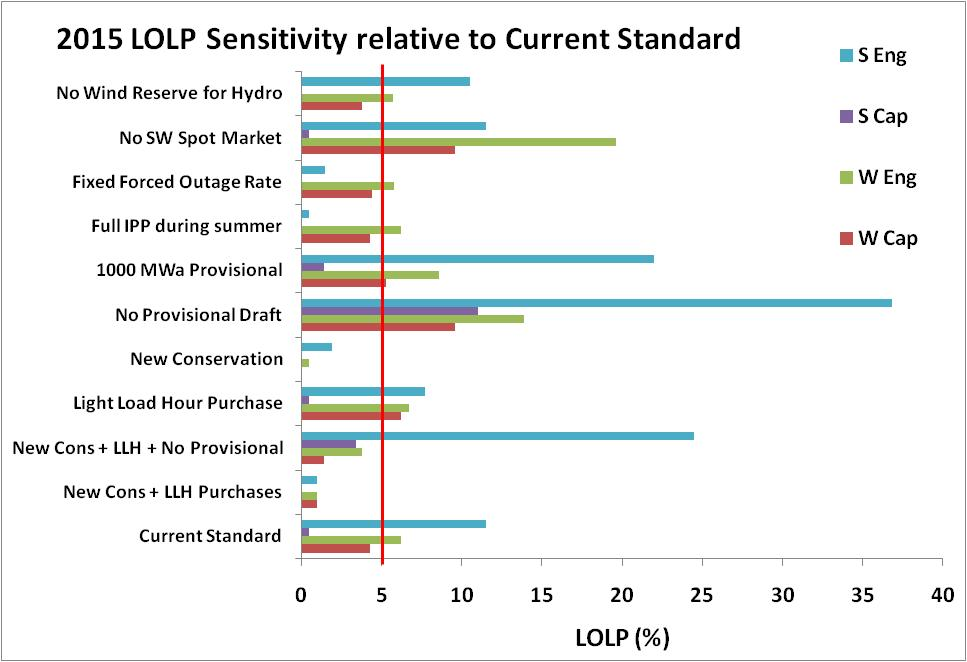 2015 LOLP Sensitivity relative to Current Standard
S Eng
S Cap
W Eng
W Cap
No Wind Reserve for Hydro
No SW Spot Market
Fixed Forced Outage Rate
Full IPP during summer
1000 MWa Provisional
No Provisional Draft
New Conservation
Light Load Hour Purchase
New Cons + LLH + No Provisional
New Cons + LLH Purchases
Current Standard
0 5 10 15 20 25 30 35 40
LOLP (%)